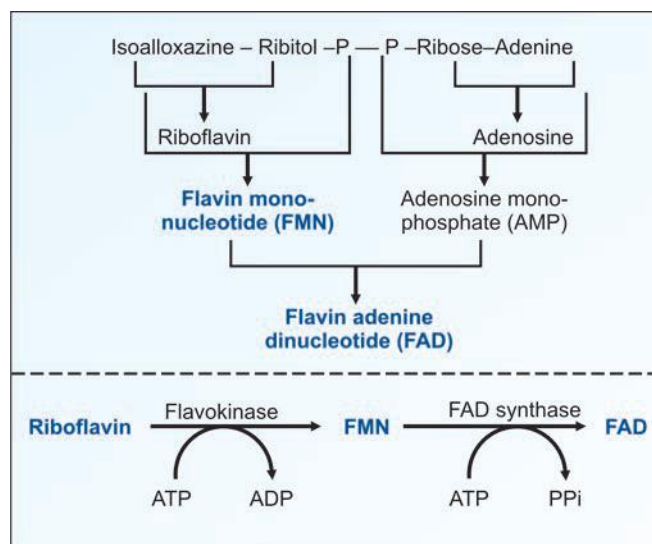 Isoalloxazine – Ribitol –P — P –Ribose–Adenine
Riboflavin
Adenosine
Flavin mono-
nucleotide (FMN)
Adenosine mono-
phosphate (AMP)
Flavin adenine
dinucleotide (FAD)
Flavokinase
FAD synthase
Riboflavin
FMN
FAD
ATP
ADP
ATP
PPi